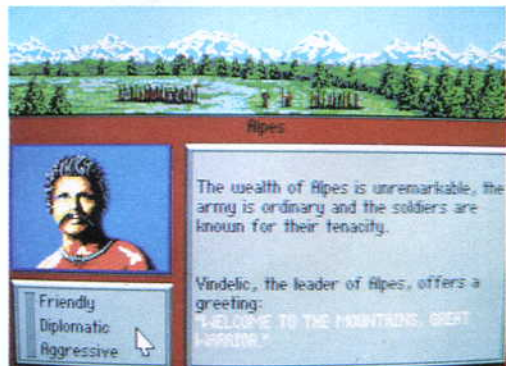 Alpes
The wealth of Alpes is unremarkable, the
army is ordinary and the soldiers are
known for their tenacity.
Vindelic, the leader of Alpes, offers a
greeting:
"WELCOME TO THE MOUNTAINS, GREAT
WARRIOR."
Friendly
Diplomatic
Aggressive